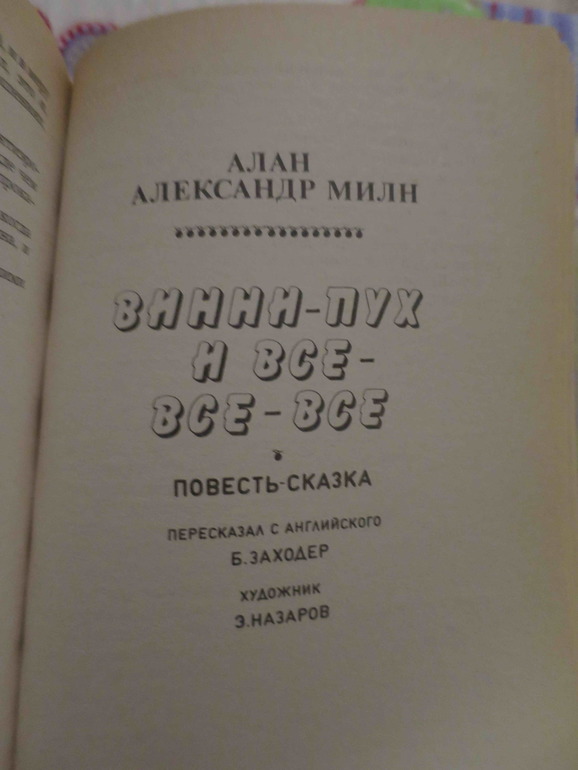 АЛАН
АЛЕКСАНДР МИЛН
ВИННИ-ПУХ
И ВСЕ-
ВСЕ-ВСЕ
ПОВЕСТЬ-СКАЗКА
ПЕРЕСКАЗАЛ С АНГЛИЙСКОГО
Б.ЗАХОДЕР
ХУДОЖНИК
Э.НАЗАРОВ